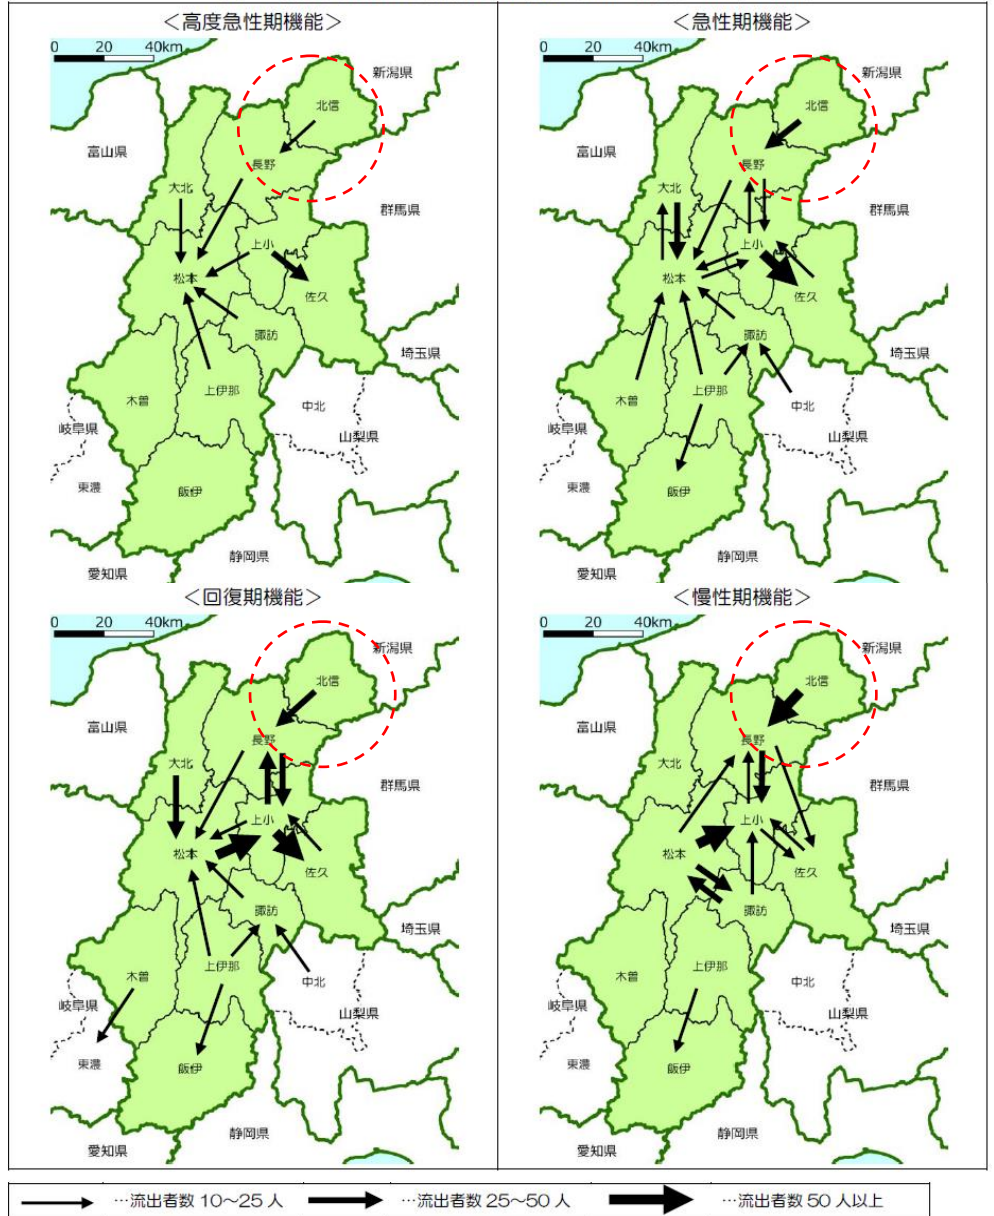 <高度急性期機能>
0 20 40km
新潟県
北信
富山県
長野
大北
群馬県
上小
松本
佐久
諏訪
埼玉県
木曽
上伊那
中北
岐阜県
山梨県
東濃
飯伊
静岡県
愛知県
<急性期機能>
0 20 40km
新潟県
北信
富山県
長野
大北
群馬県
上小
松本
佐久
諏訪
埼玉県
木曽
上伊那
中北
岐阜県
山梨県
東濃
飯伊
静岡県
愛知県
<回復期機能>
0 20 40km
新潟県
北信
富山県
長野
大北
群馬県
上小
松本
佐久
諏訪
埼玉県
木曽
上伊那
中北
岐阜県
山梨県
東濃
飯伊
静岡県
愛知県
<慢性期機能>
0 20 40km
新潟県
北信
富山県
長野
大北
群馬県
上小
松本
佐久
諏訪
埼玉県
木曽
上伊那
中北
岐阜県
山梨県
東濃
飯伊
静岡県
愛知県
…流出者数 10~25 人 …流出者数 25~50 人 …流出者数 50 人以上